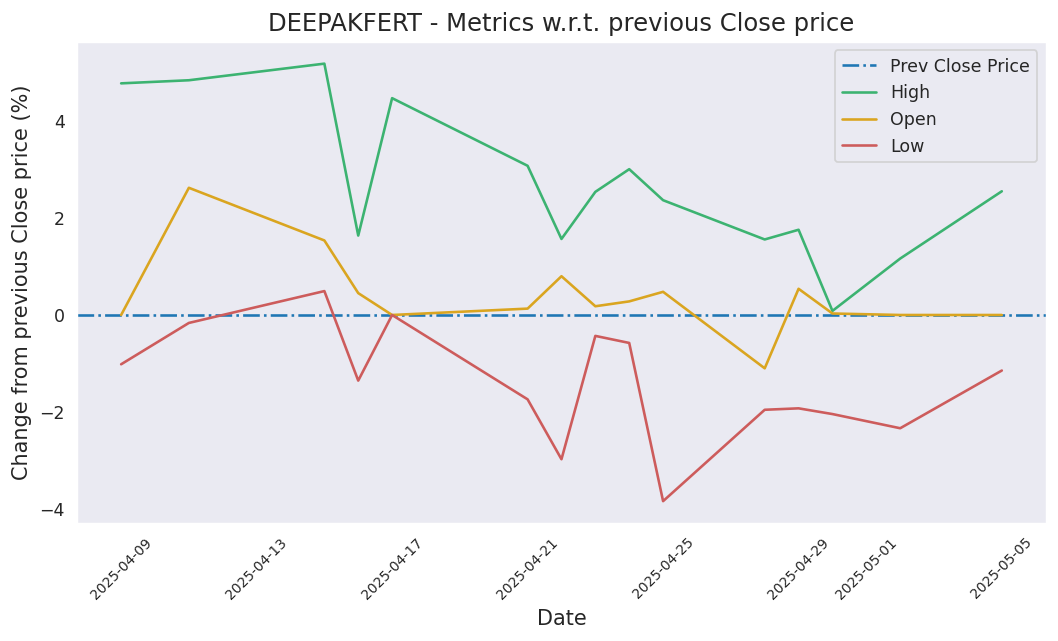 DEEPAKFERT - Metrics w.r.t. previous Close price
Change from previous Close price (%)
4
2
0
−2
−4
Prev Close Price
High
Open
Low
2025-04-09
2025-04-13
2025-04-17
2025-04-21
2025-04-25
2025-04-29
2025-05-01
2025-05-05
Date